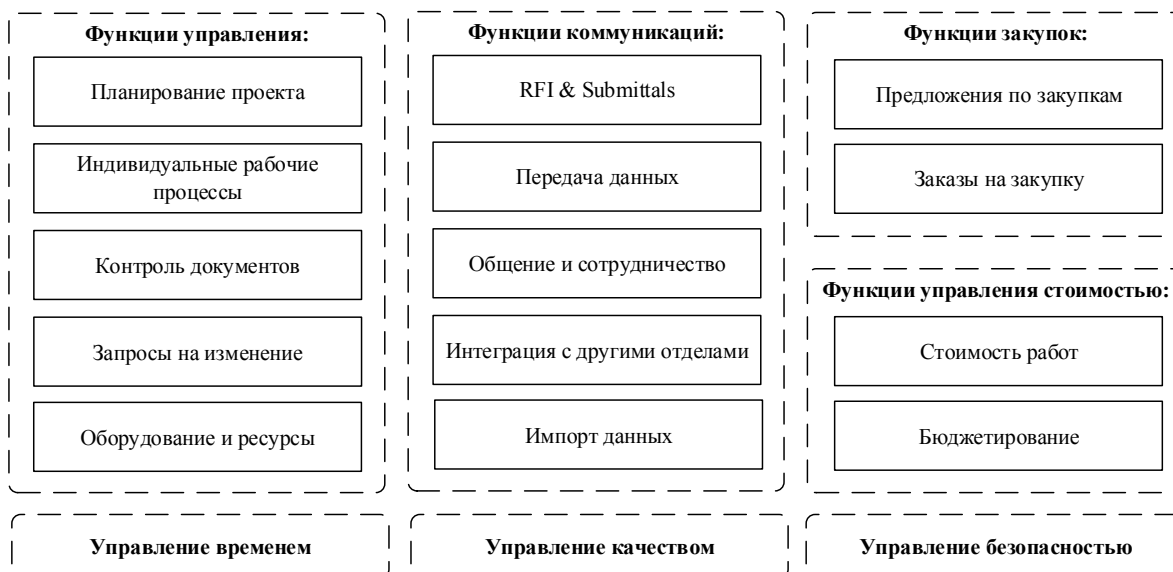 Функции управления:
Планирование проекта
Индивидуальные рабочие
процессы
Контроль документов
Запросы на изменение
Оборудование и ресурсы
Функции коммуникаций:
RFI & Submittals
Передача данных
Общение и сотрудничество
Интеграция с другими отделами
Импорт данных
Функции закупок:
Предложения по закупкам
Заказы на закупку
Функции управления стоимостью:
Стоимость работ
Бюджетирование
Управление временем
Управление качеством
Управление безопасностью